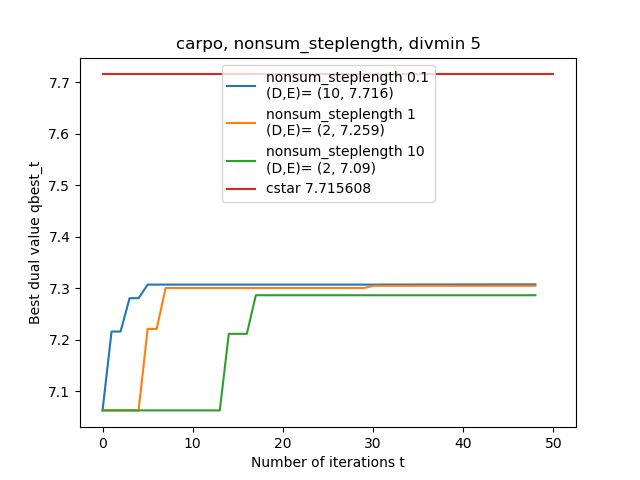 carpo, nonsum_steplength, divmin 5
nonsum_steplength 0.1
(D,E)= (10, 7.716)
nonsum_steplength 1
(D,E)= (2, 7.259)
nonsum_steplength 10
(D,E)= (2, 7.09)
cstar 7.715608
Best dual value qbest_t
7.7
7.6
7.5
7.4
7.3
7.2
7.1
0 10 20 30 40 50
Number of iterations t